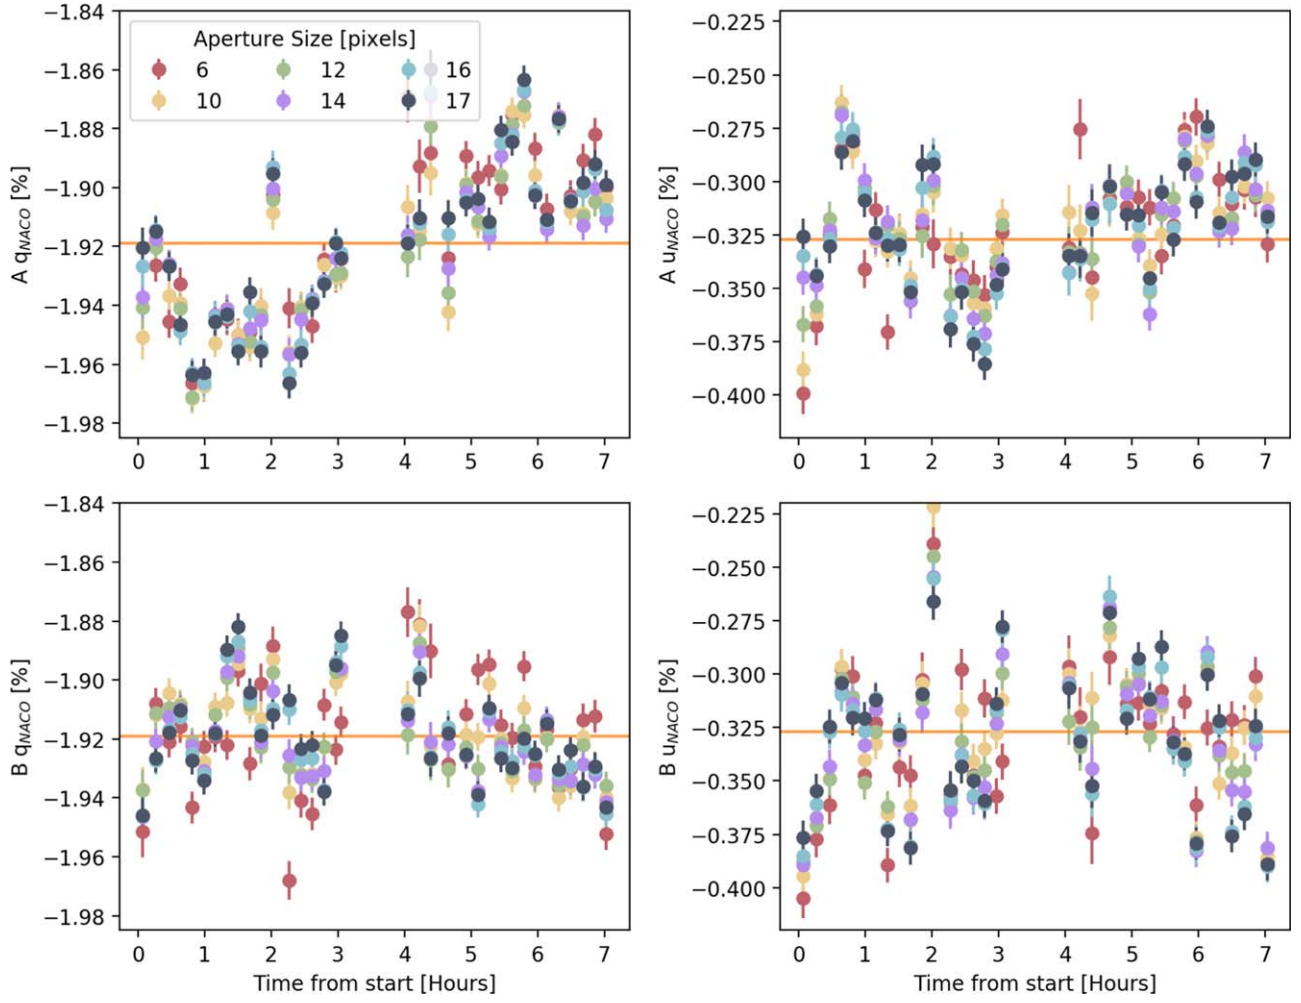 −1.84
−1.86
−1.88
−1.90
−1.92
−1.94
−1.96
−1.98
A q_NACO [%]
Aperture Size [pixels]
6 12 16
10 14 17
0 1 2 3 4 5 6 7
−0.225
−0.250
−0.275
−0.300
−0.325
−0.350
−0.375
−0.400
A u_NACO [%]
0 1 2 3 4 5 6 7
−1.84
−1.86
−1.88
−1.90
−1.92
−1.94
−1.96
−1.98
B q_NACO [%]
0 1 2 3 4 5 6 7
Time from start [Hours]
−0.225
−0.250
−0.275
−0.300
−0.325
−0.350
−0.375
−0.400
B u_NACO [%]
0 1 2 3 4 5 6 7
Time from start [Hours]